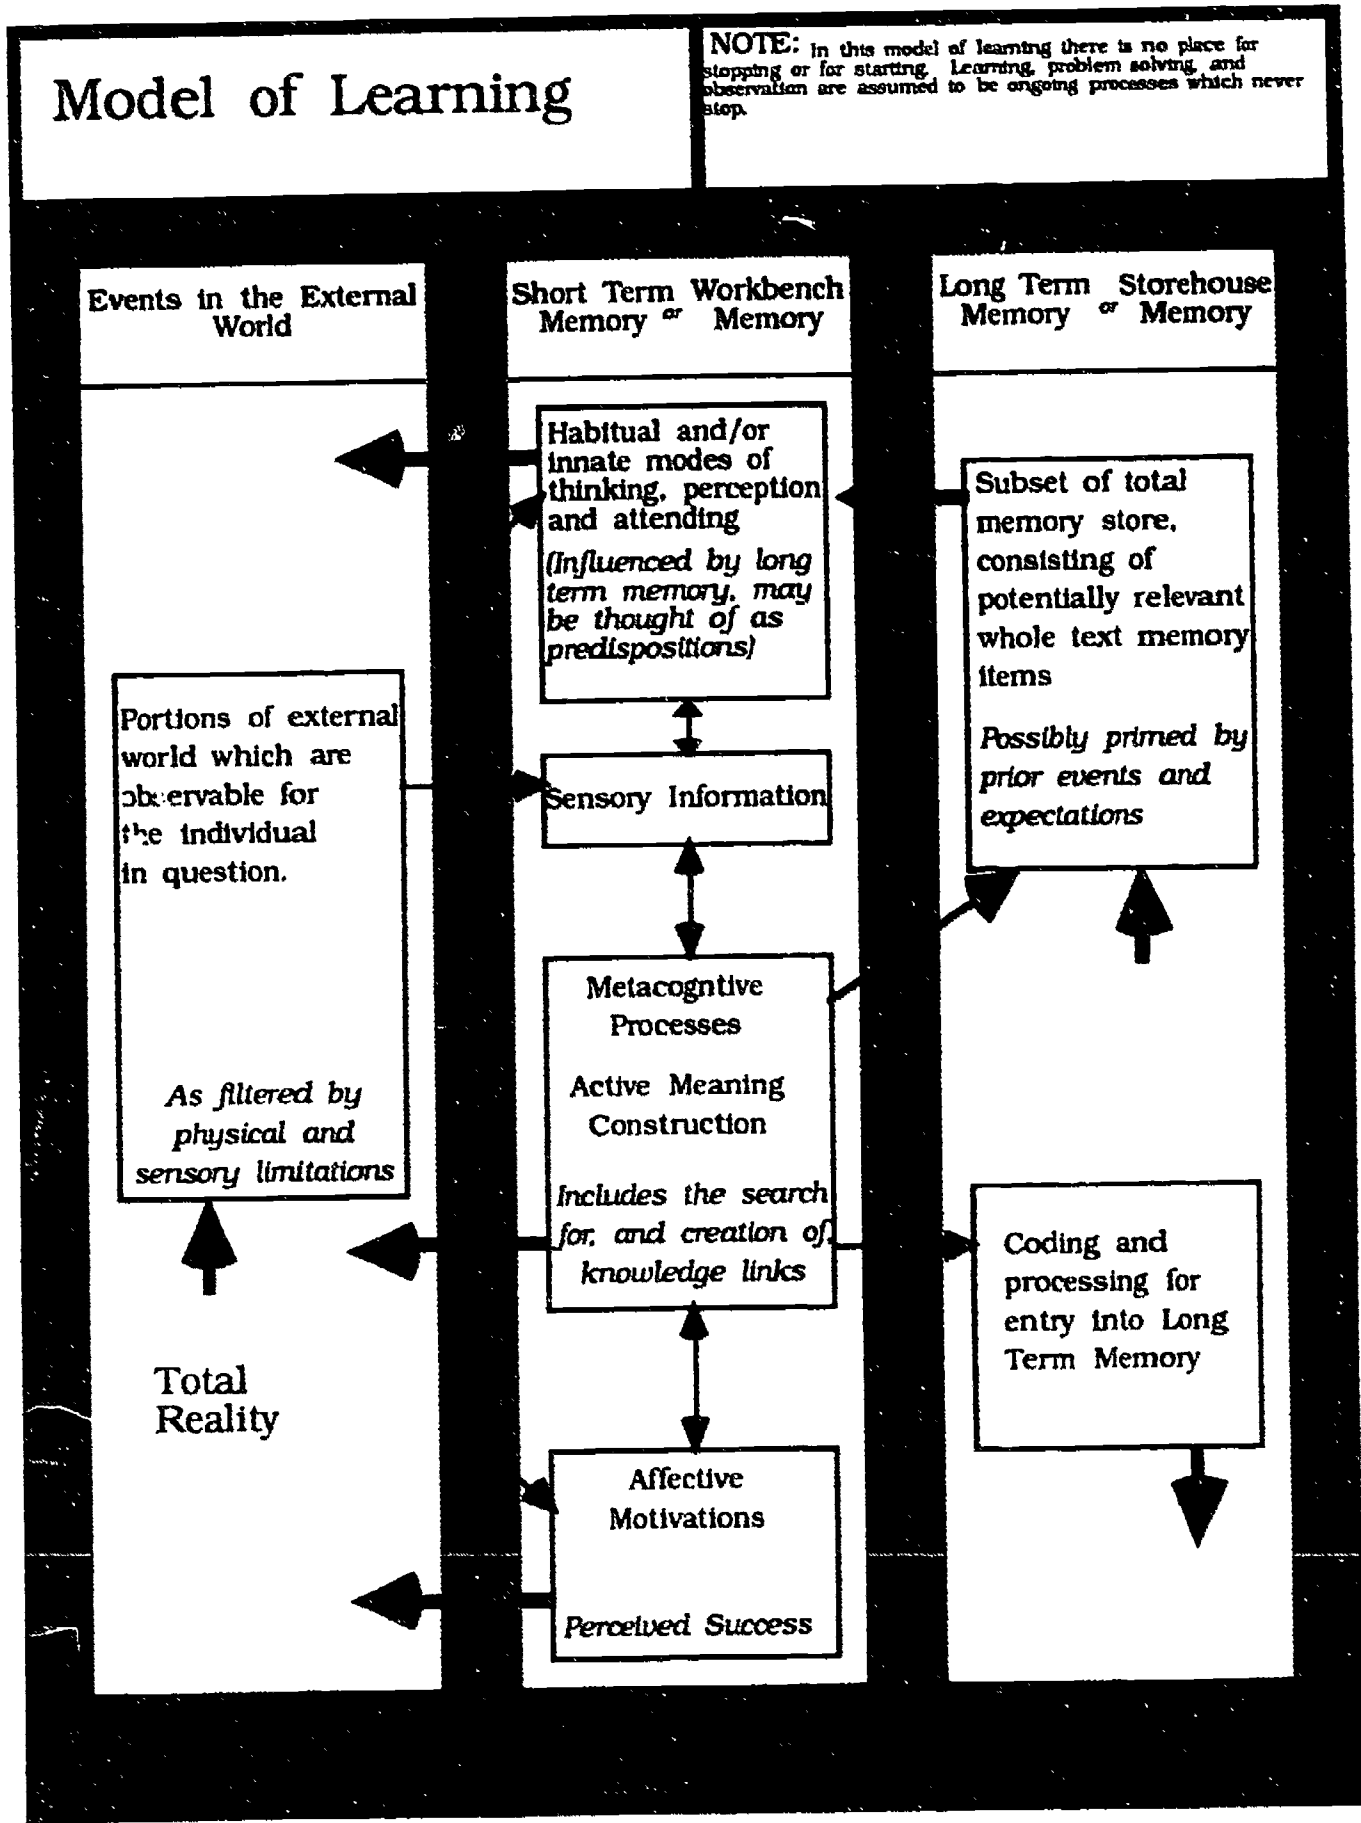 Model of Learning
NOTE: In this model of learning there is no place for
stopping or for starting. Learning, problem solving, and
observation are assumed to be ongoing processes which never
stop.
Events in the External
World
Short Term Workbench
Memory or Memory
Long Term Storehouse
Memory or Memory
Habitual and/or
innate modes of
thinking, perception
and attending
(Influenced by long
term memory, may
be thought of as
predispositions)
Subset of total
memory store,
consisting of
potentially relevant
whole text memory
items
Possibly primed by
prior events and
expectations
Portions of external
world which are
observable for
the individual
in question.
As filtered by
physical and
sensory limitations
Sensory Information
Metacogntive
Processes
Active Meaning
Construction
Includes the search
for, and creation of,
knowledge links
Coding and
processing for
entry into Long
Term Memory
Total
Reality
Affective
Motivations
Perceived Success